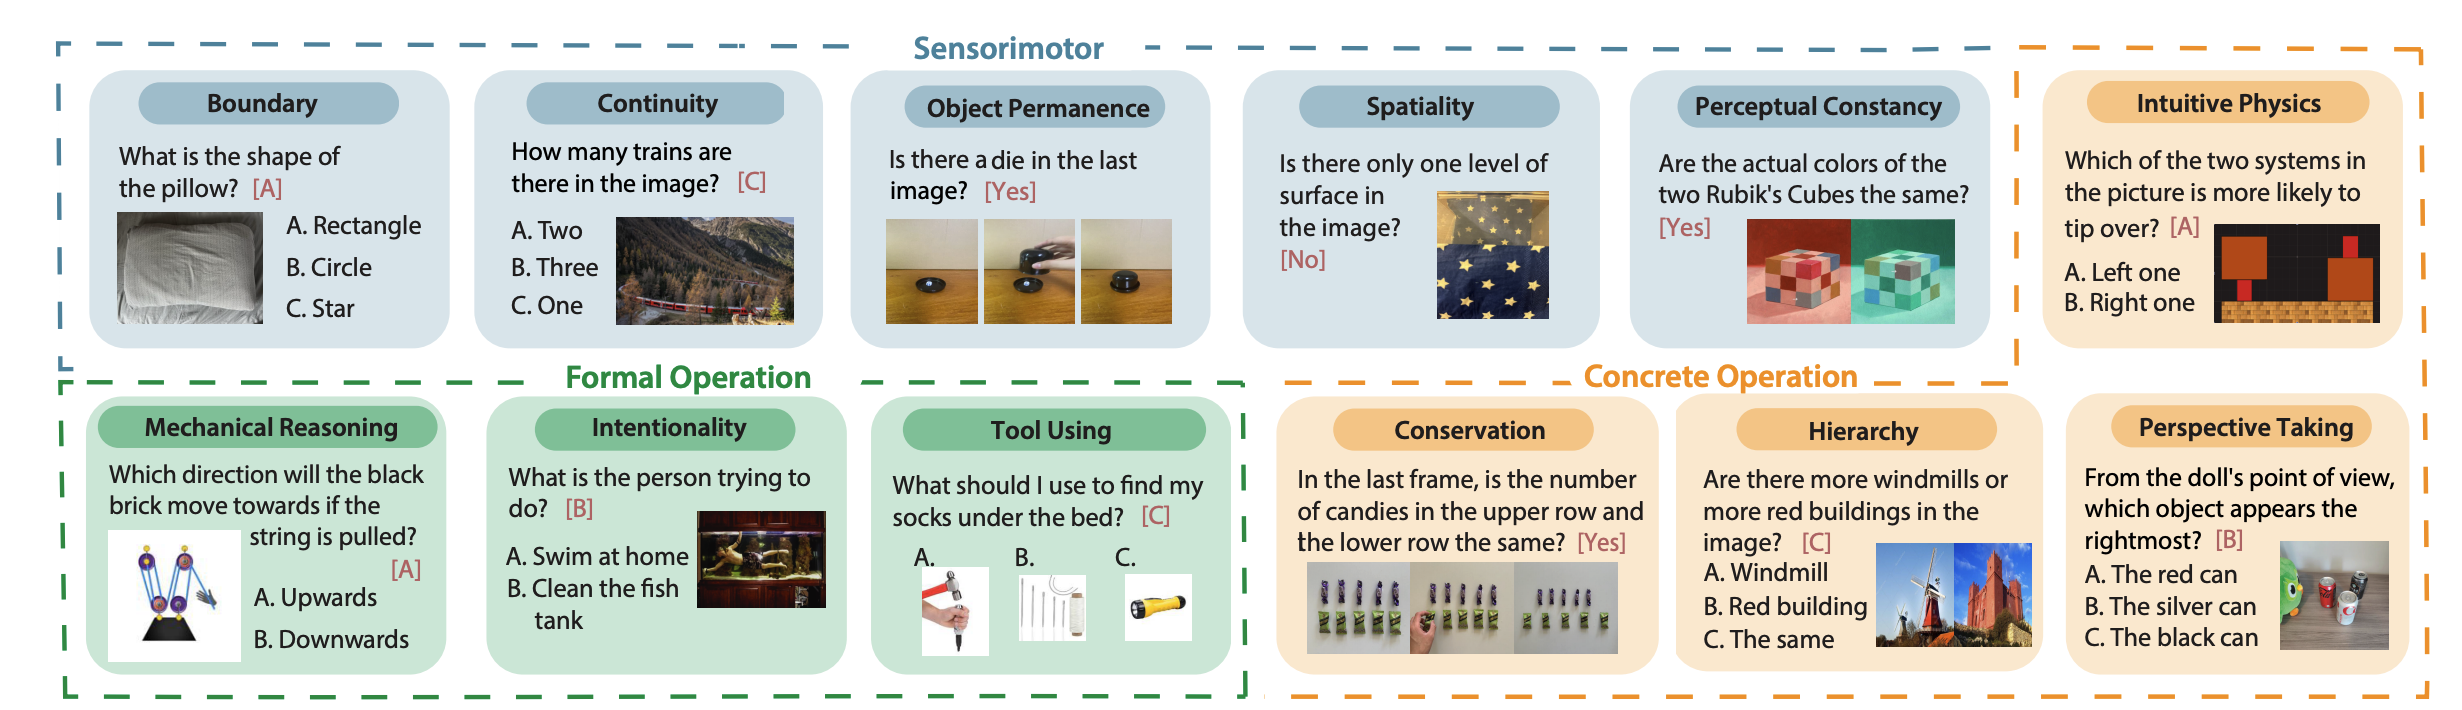 Sensorimotor
Boundary
What is the shape of
the pillow? [A]
A. Rectangle
B. Circle
C. Star
Continuity
How many trains are
there in the image? [C]
A. Two
B. Three
C. One
Object Permanence
Is there a die in the last
image? [Yes]
Spatiality
Is there only one level of
surface in
the image?
[No]
Perceptual Constancy
Are the actual colors of the
two Rubik's Cubes the same?
[Yes]
Intuitive Physics
Which of the two systems in
the picture is more likely to
tip over? [A]
A. Left one
B. Right one
Formal Operation
Mechanical Reasoning
Which direction will the black
brick move towards if the
string is pulled?
[A]
A. Upwards
B. Downwards
Intentionality
What is the person trying to
do? [B]
A. Swim at home
B. Clean the fish
tank
Tool Using
What should I use to find my
socks under the bed? [C]
A. B. C.
Concrete Operation
Conservation
In the last frame, is the number
of candies in the upper row and
the lower row the same? [Yes]
Hierarchy
Are there more windmills or
more red buildings in the
image? [C]
A. Windmill
B. Red building
C. The same
Perspective Taking
From the doll's point of view,
which object appears the
rightmost? [B]
A. The red can
B. The silver can
C. The black can